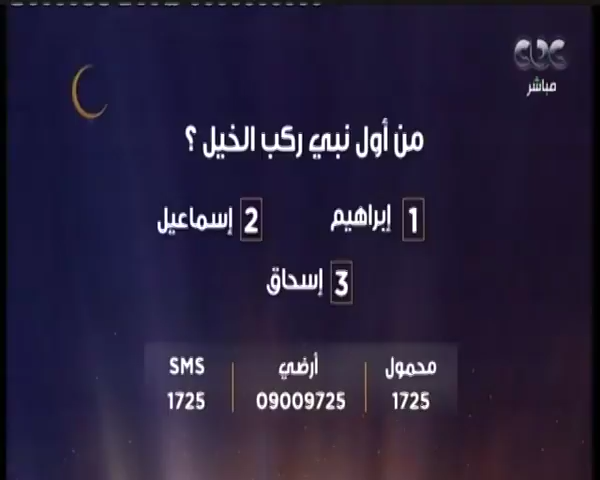 CBC
مباشر
من أول نبي ركب الخيل ؟
1 إبراهيم
2 إسماعيل
3 إسحاق
محمول أرضي SMS
1725 09009725 1725